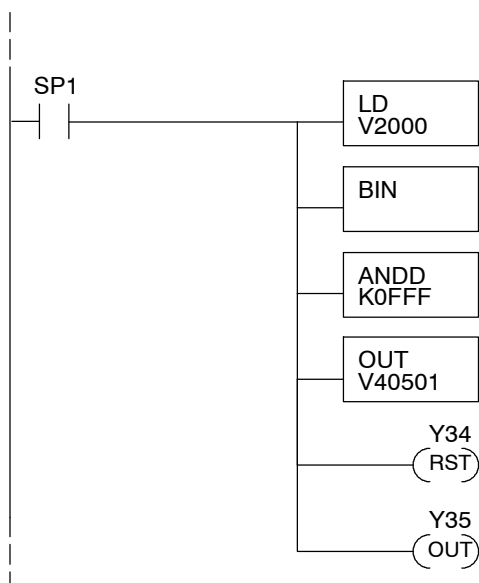 SP1
LD
V2000
BIN
ANDD
K0FFF
OUT
V40501
Y34
RST
Y35
OUT